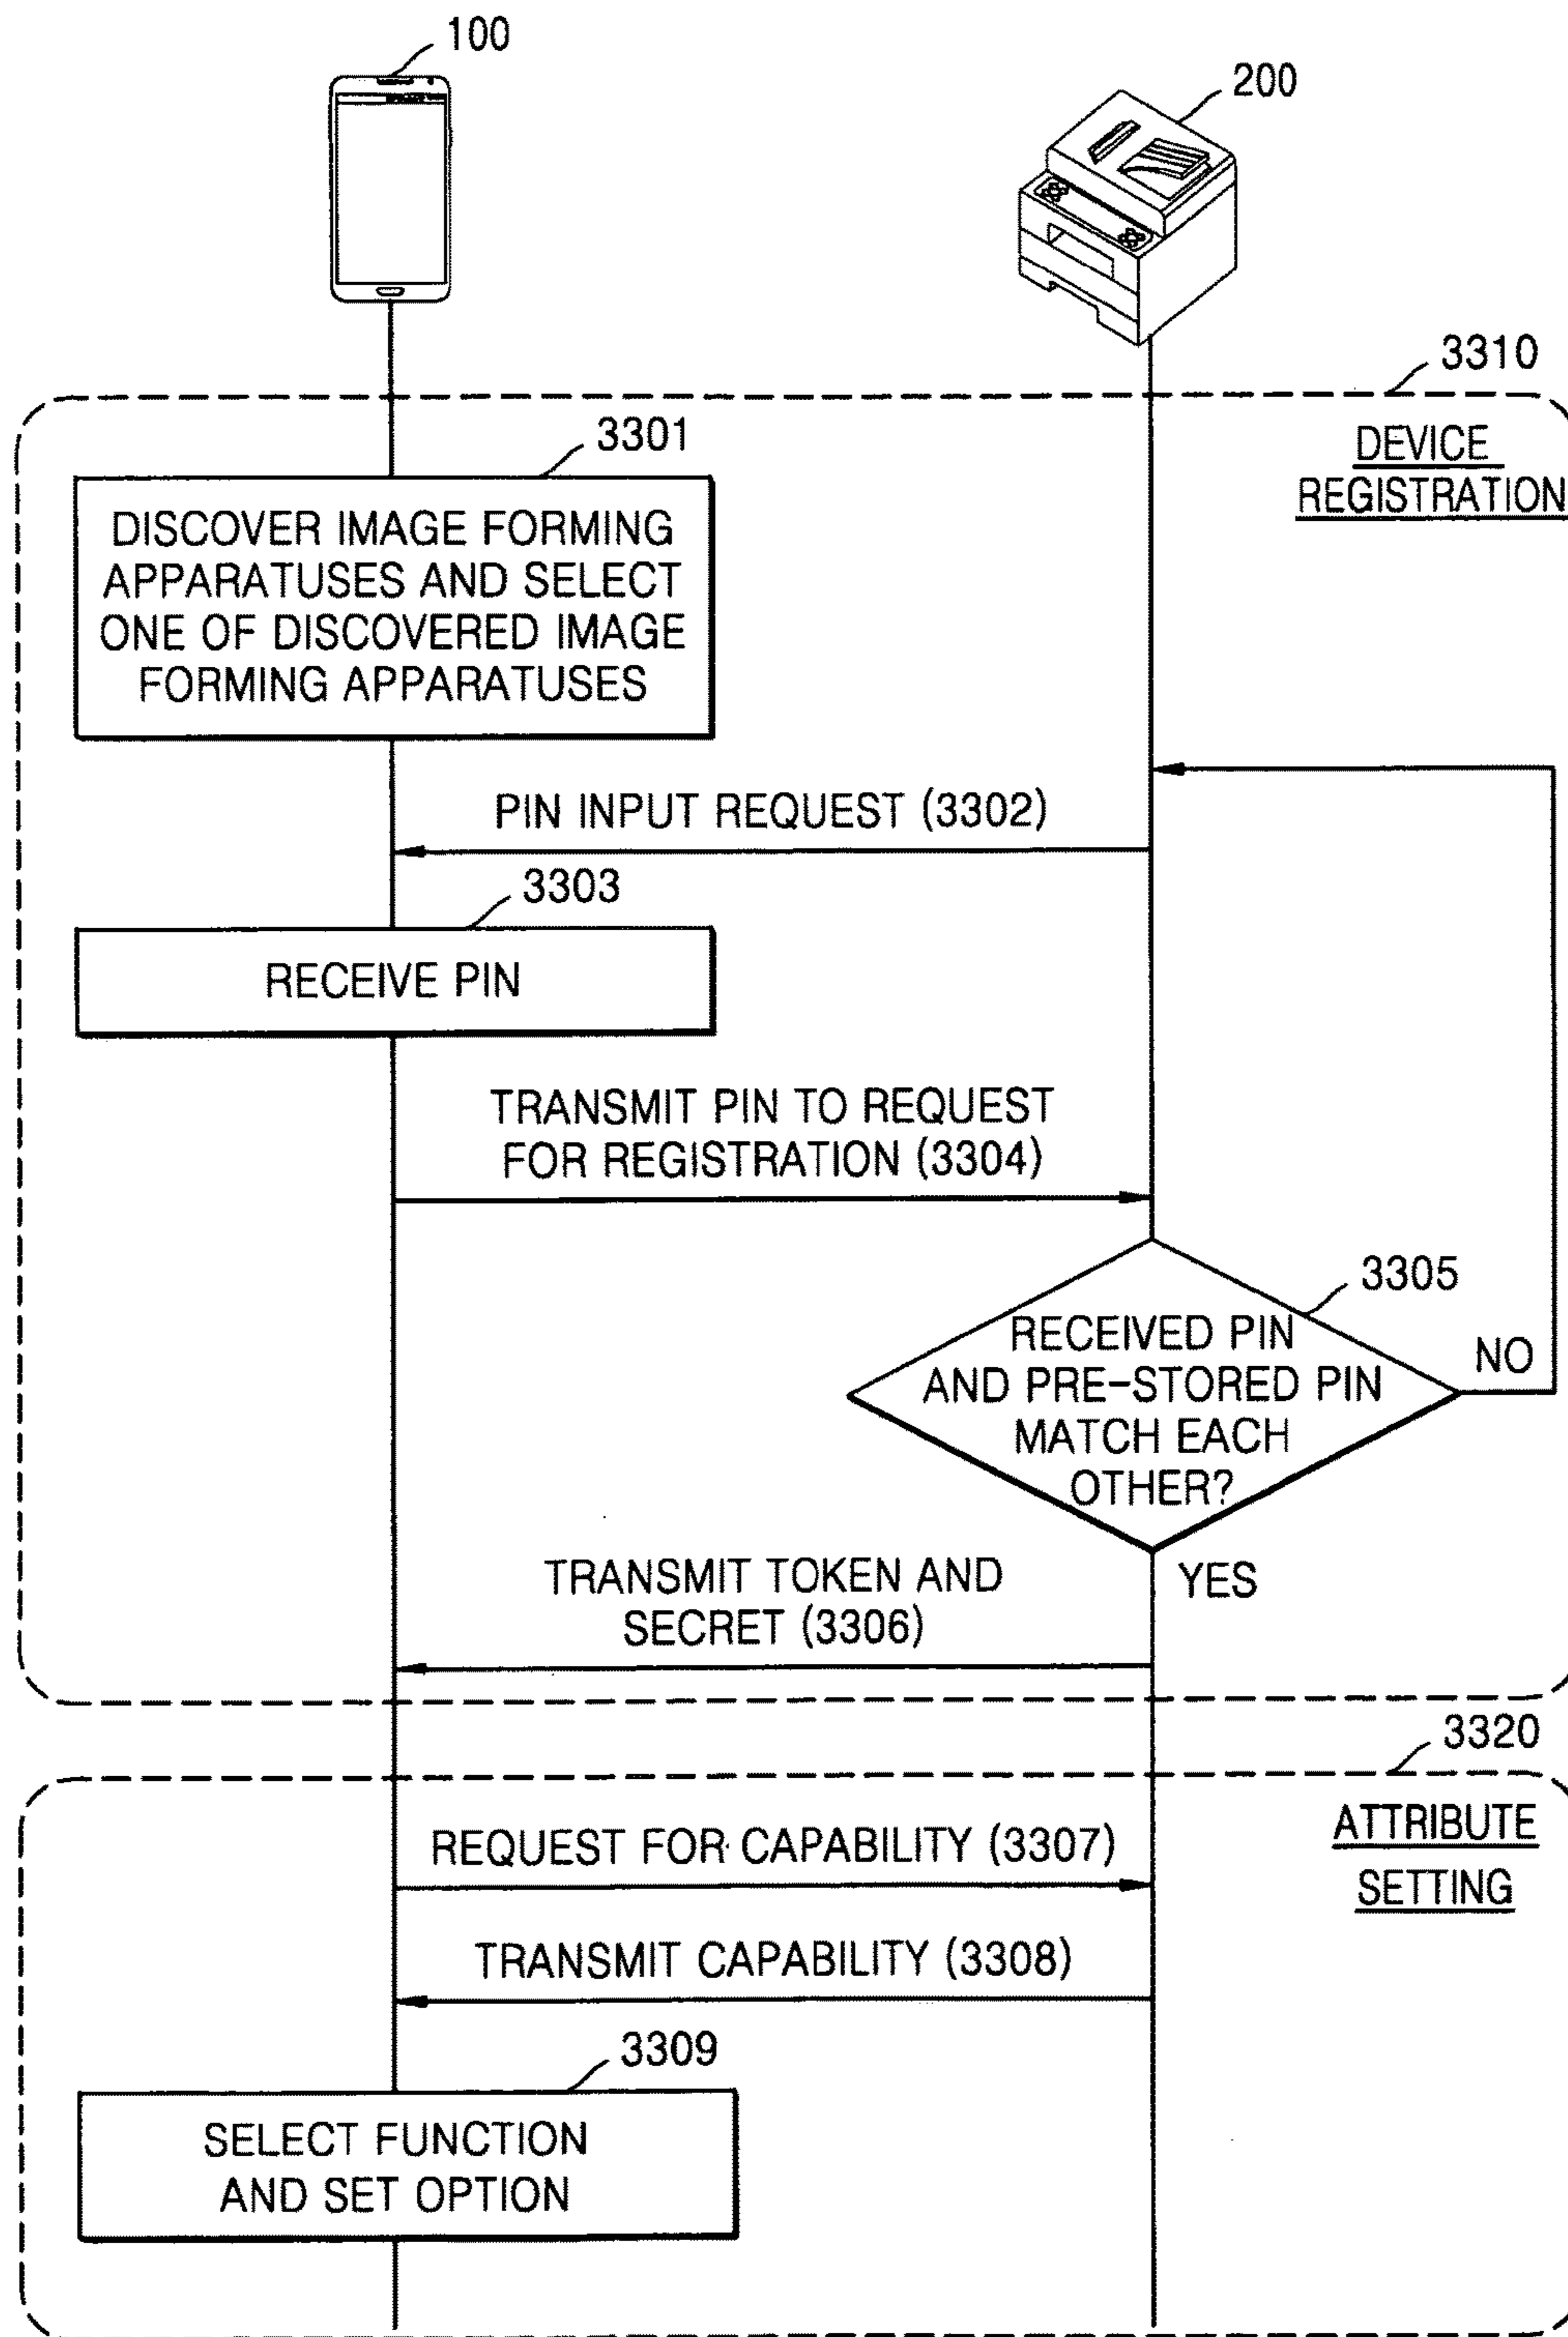 100
200
3310
DEVICE
REGISTRATION
3301
DISCOVER IMAGE FORMING
APPARATUSES AND SELECT
ONE OF DISCOVERED IMAGE
FORMING APPARATUSES
PIN INPUT REQUEST (3302)
3303
RECEIVE PIN
TRANSMIT PIN TO REQUEST
FOR REGISTRATION (3304)
3305
RECEIVED PIN
AND PRE-STORED PIN
MATCH EACH
OTHER?
NO
YES
TRANSMIT TOKEN AND
SECRET (3306)
3320
ATTRIBUTE
SETTING
REQUEST FOR CAPABILITY (3307)
TRANSMIT CAPABILITY (3308)
3309
SELECT FUNCTION
AND SET OPTION